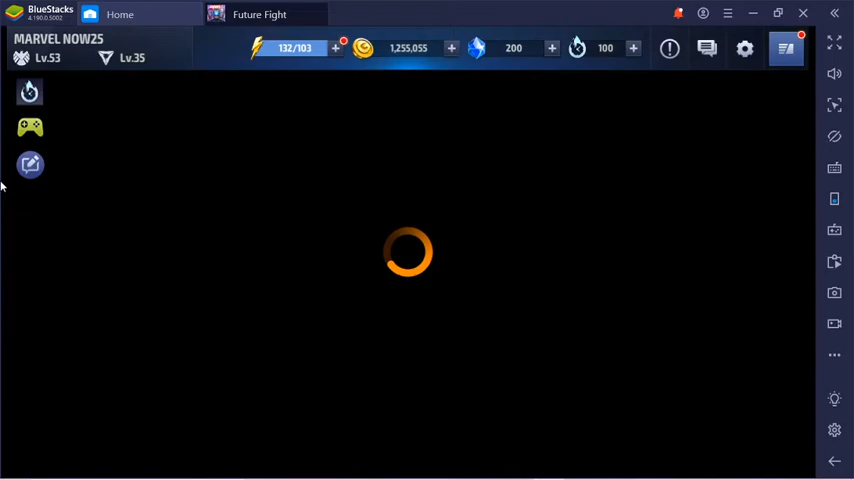 BlueStacks
4.190.0.5002
Home
Future Fight
MARVEL NOW25
Lv.53
Lv.35
132/103
1,255,055
200
100